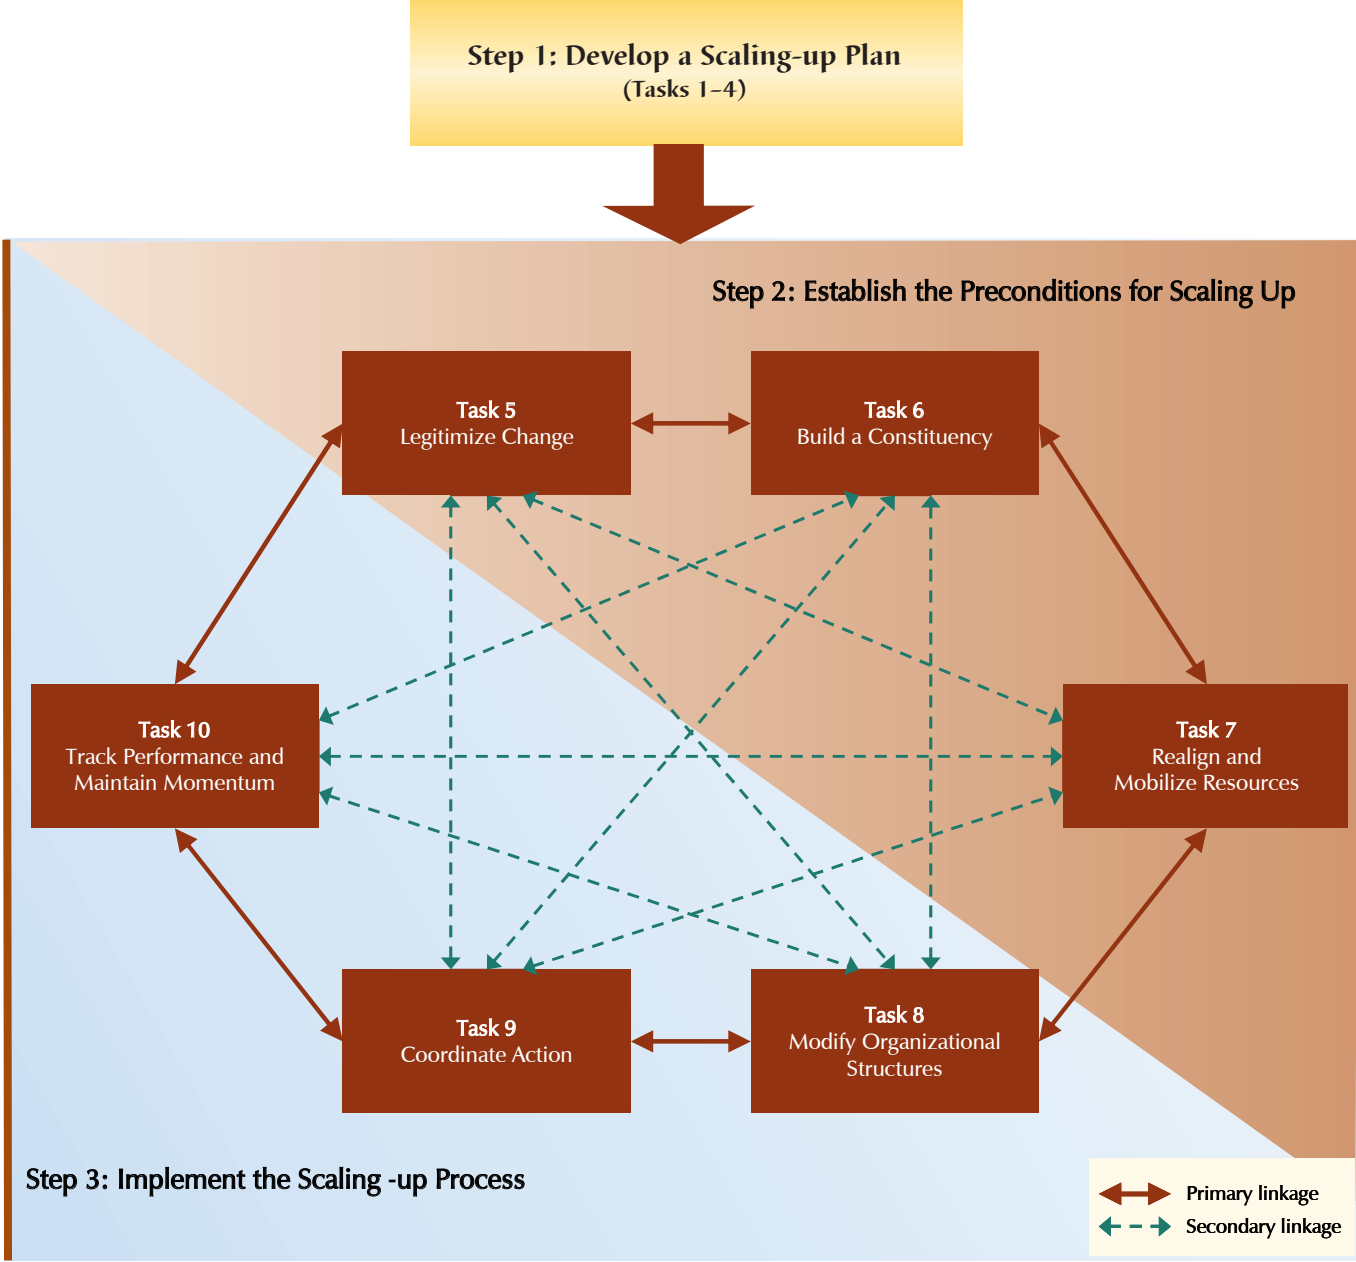 Step 1: Develop a Scaling-up Plan
(Tasks 1–4)
Step 2: Establish the Preconditions for Scaling Up
Task 5
Legitimize Change
Task 6
Build a Constituency
Task 10
Track Performance and
Maintain Momentum
Task 7
Realign and
Mobilize Resources
Task 9
Coordinate Action
Task 8
Modify Organizational
Structures
Step 3: Implement the Scaling -up Process
Primary linkage
Secondary linkage